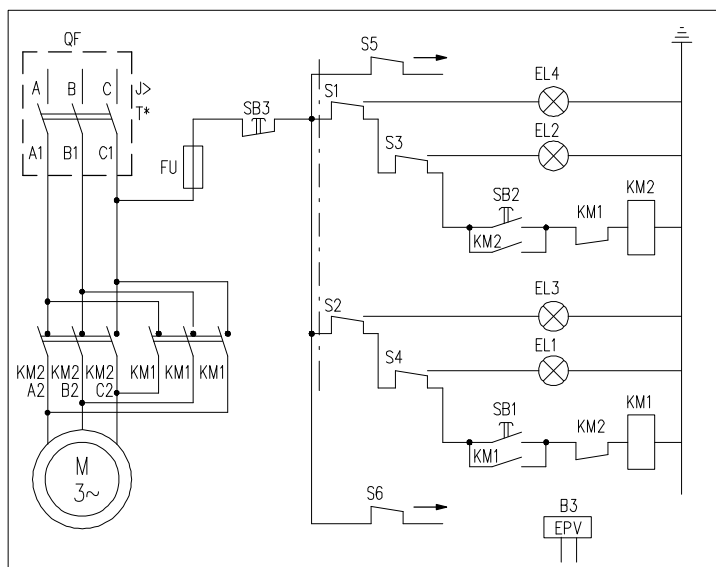 QF
S5
A B C J>
T*
EL4
SB3
S1
A1 B1 C1
EL2
S3
FU
SB2
KM1
KM2
KM2
EL3
S2
EL1
S4
KM2 KM2 KM2 KM1 KM1 KM1
A2 B2 C2
SB1
KM2
KM1
KM1
M
3~
S6
B3
EPV